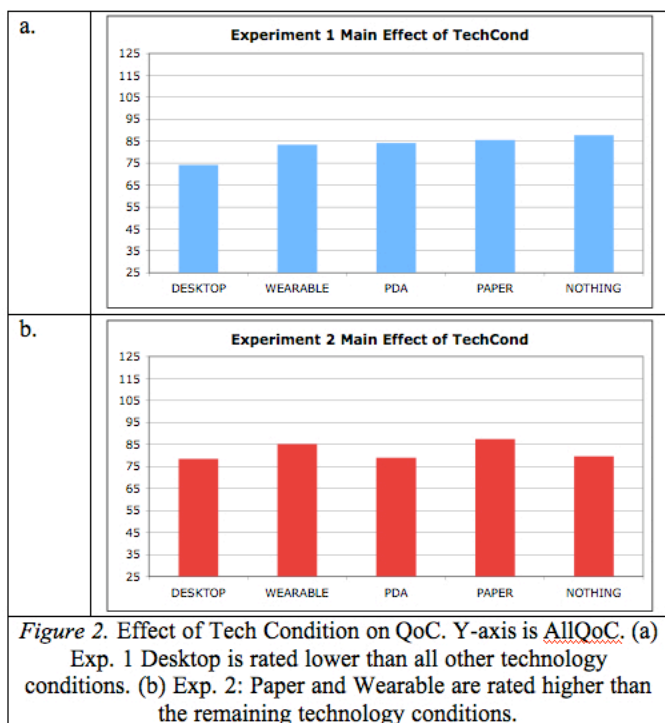 a.
Experiment 1 Main Effect of TechCond
125
115
105
95
85
75
65
55
45
35
25
DESKTOP WEARABLE PDA PAPER NOTHING
b.
Experiment 2 Main Effect of TechCond
125
115
105
95
85
75
65
55
45
35
25
DESKTOP WEARABLE PDA PAPER NOTHING
Figure 2. Effect of Tech Condition on QoC. Y-axis is AllQoC. (a)
Exp. 1 Desktop is rated lower than all other technology
conditions. (b) Exp. 2: Paper and Wearable are rated higher than
the remaining technology conditions.